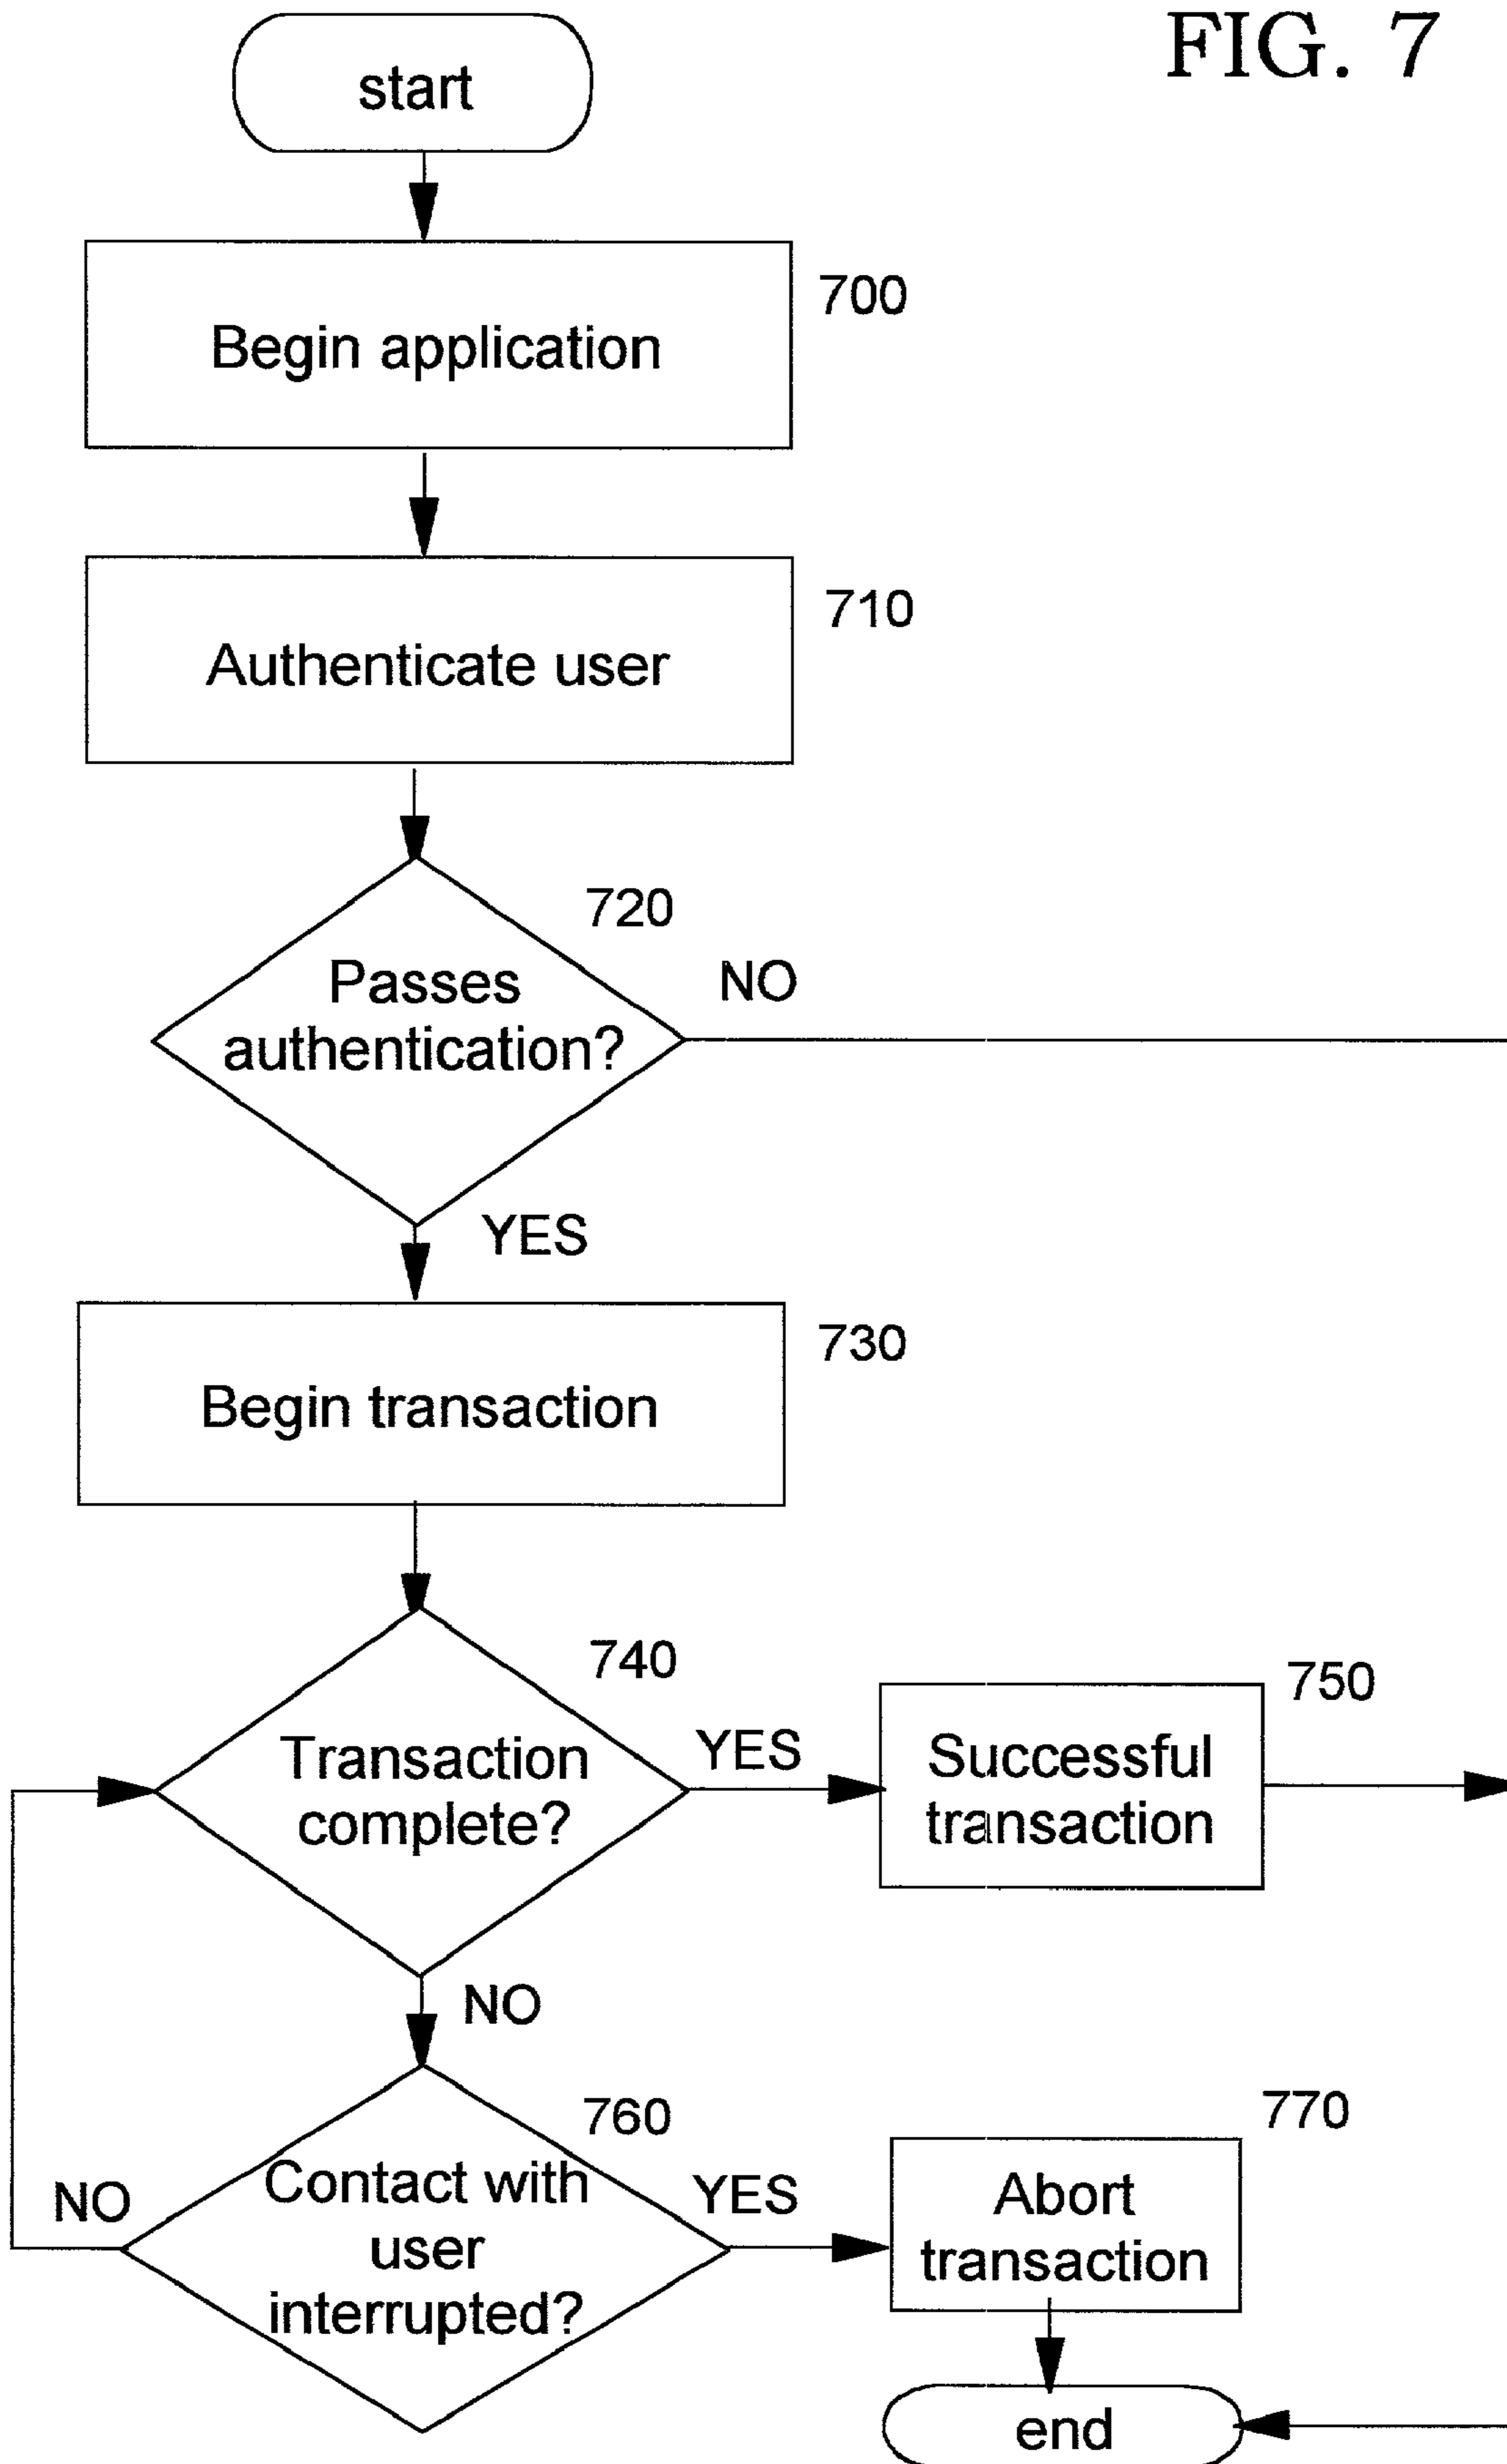 FIG. 7
start
700
Begin application
710
Authenticate user
720
Passes
authentication?
NO
YES
730
Begin transaction
740
Transaction
complete?
YES
750
Successful
transaction
NO
760
Contact with
user
interrupted?
NO
YES
770
Abort
transaction
end